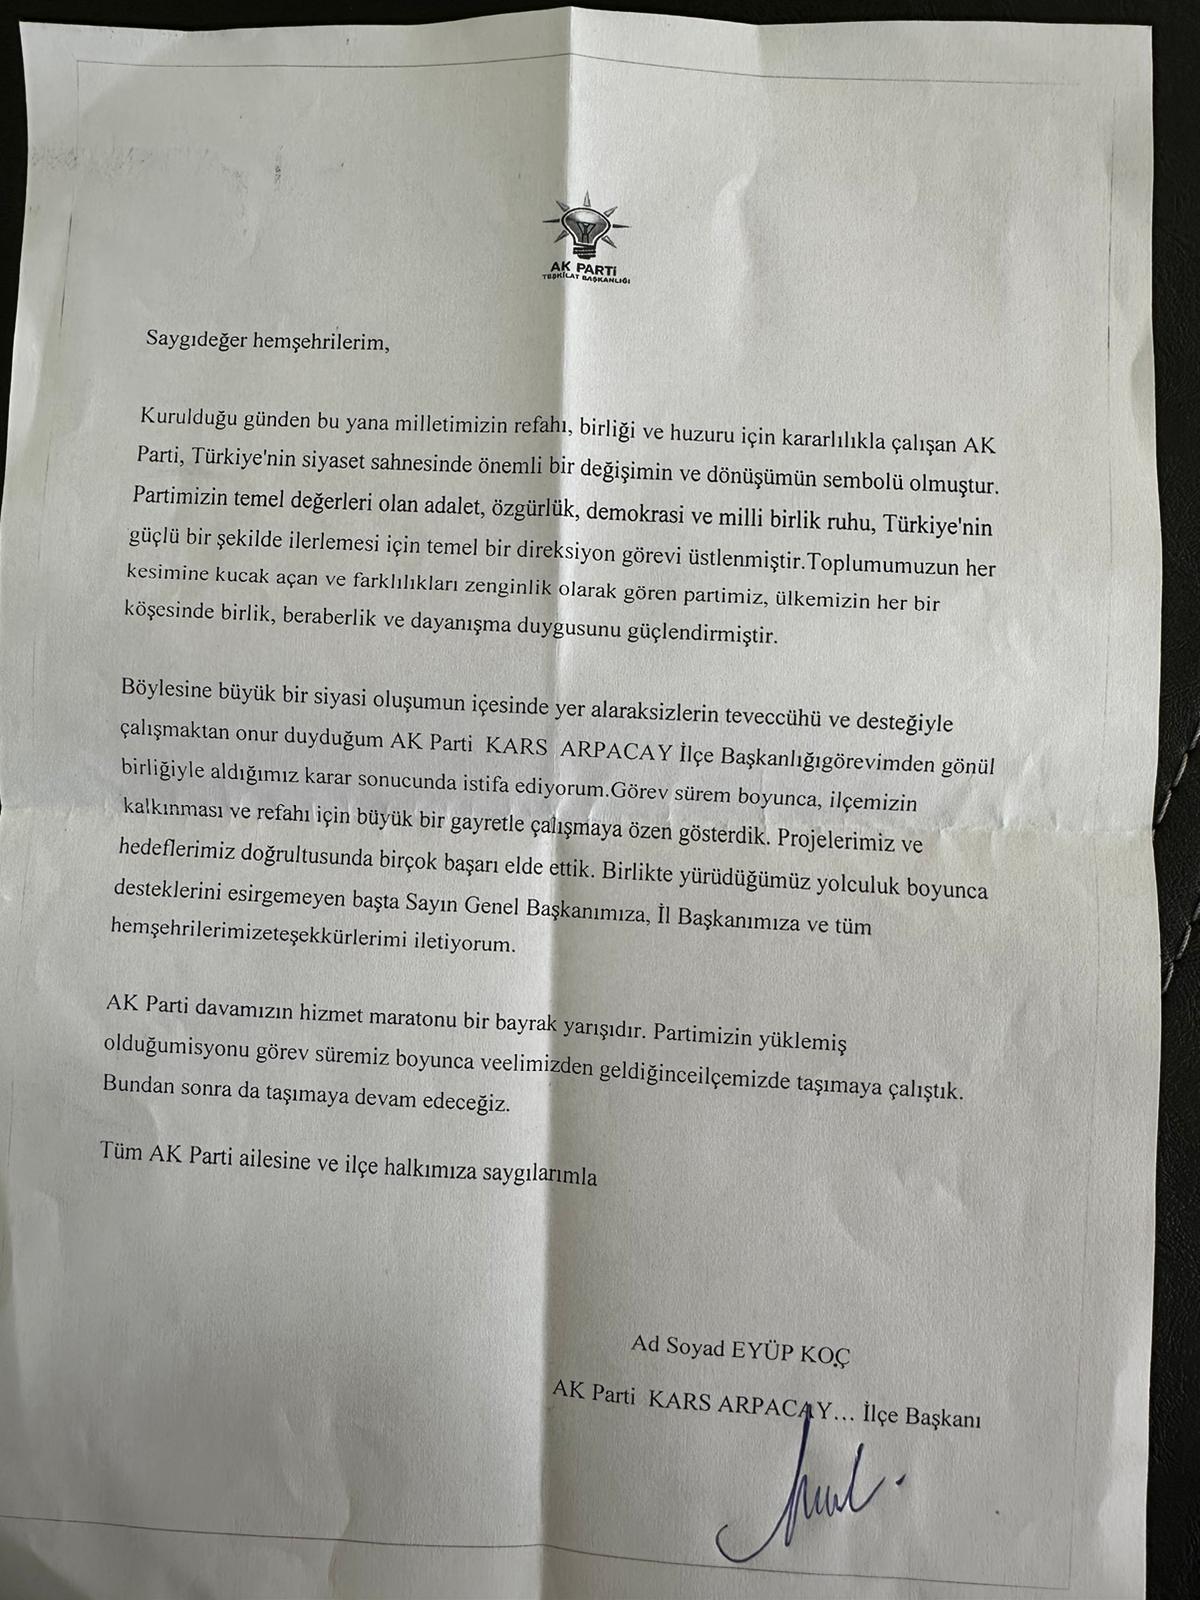 AK PARTİ
TEŞKİLAT BAŞKANLIĞI
Saygıdeğer hemşehrilerim,
Kurulduğu günden bu yana milletimizin refahı, birliği ve huzuru için kararlılıkla çalışan AK
Parti, Türkiye'nin siyaset sahnesinde önemli bir değişimin ve dönüşümün sembolü olmuştur.
Partimizin temel değerleri olan adalet, özgürlük, demokrasi ve milli birlik ruhu, Türkiye'nin
güçlü bir şekilde ilerlemesi için temel bir direksiyon görevi üstlenmiştir.Toplumumuzun her
kesimine kucak açan ve farklılıkları zenginlik olarak gören partimiz, ülkemizin her bir
köşesinde birlik, beraberlik ve dayanışma duygusunu güçlendirmiştir.
Böylesine büyük bir siyasi oluşumun içesinde yer alaraksizlerin teveccühü ve desteğiyle
çalışmaktan onur duyduğum AK Parti KARS ARPACAY İlçe Başkanlığıgörevimden gönül
birliğiyle aldığımız karar sonucunda istifa ediyorum.Görev sürem boyunca, ilçemizin
kalkınması ve refahı için büyük bir gayretle çalışmaya özen gösterdik. Projelerimiz ve
hedeflerimiz doğrultusunda birçok başarı elde ettik. Birlikte yürüdüğümüz yolculuk boyunca
desteklerini esirgemeyen başta Sayın Genel Başkanımıza, İl Başkanımıza ve tüm
hemşehrilerimizeteşekkürlerimi iletiyorum.
AK Parti davamızın hizmet maratonu bir bayrak yarışıdır. Partimizin yüklemiş
olduğumisyonu görev süremiz boyunca veelimizden geldiğinceilçemizde taşımaya çalıştık.
Bundan sonra da taşımaya devam edeceğiz.
Tüm AK Parti ailesine ve ilçe halkımıza saygılarımla
Ad Soyad EYÜP KOÇ
AK Parti KARS ARPACAY... İlçe Başkanı